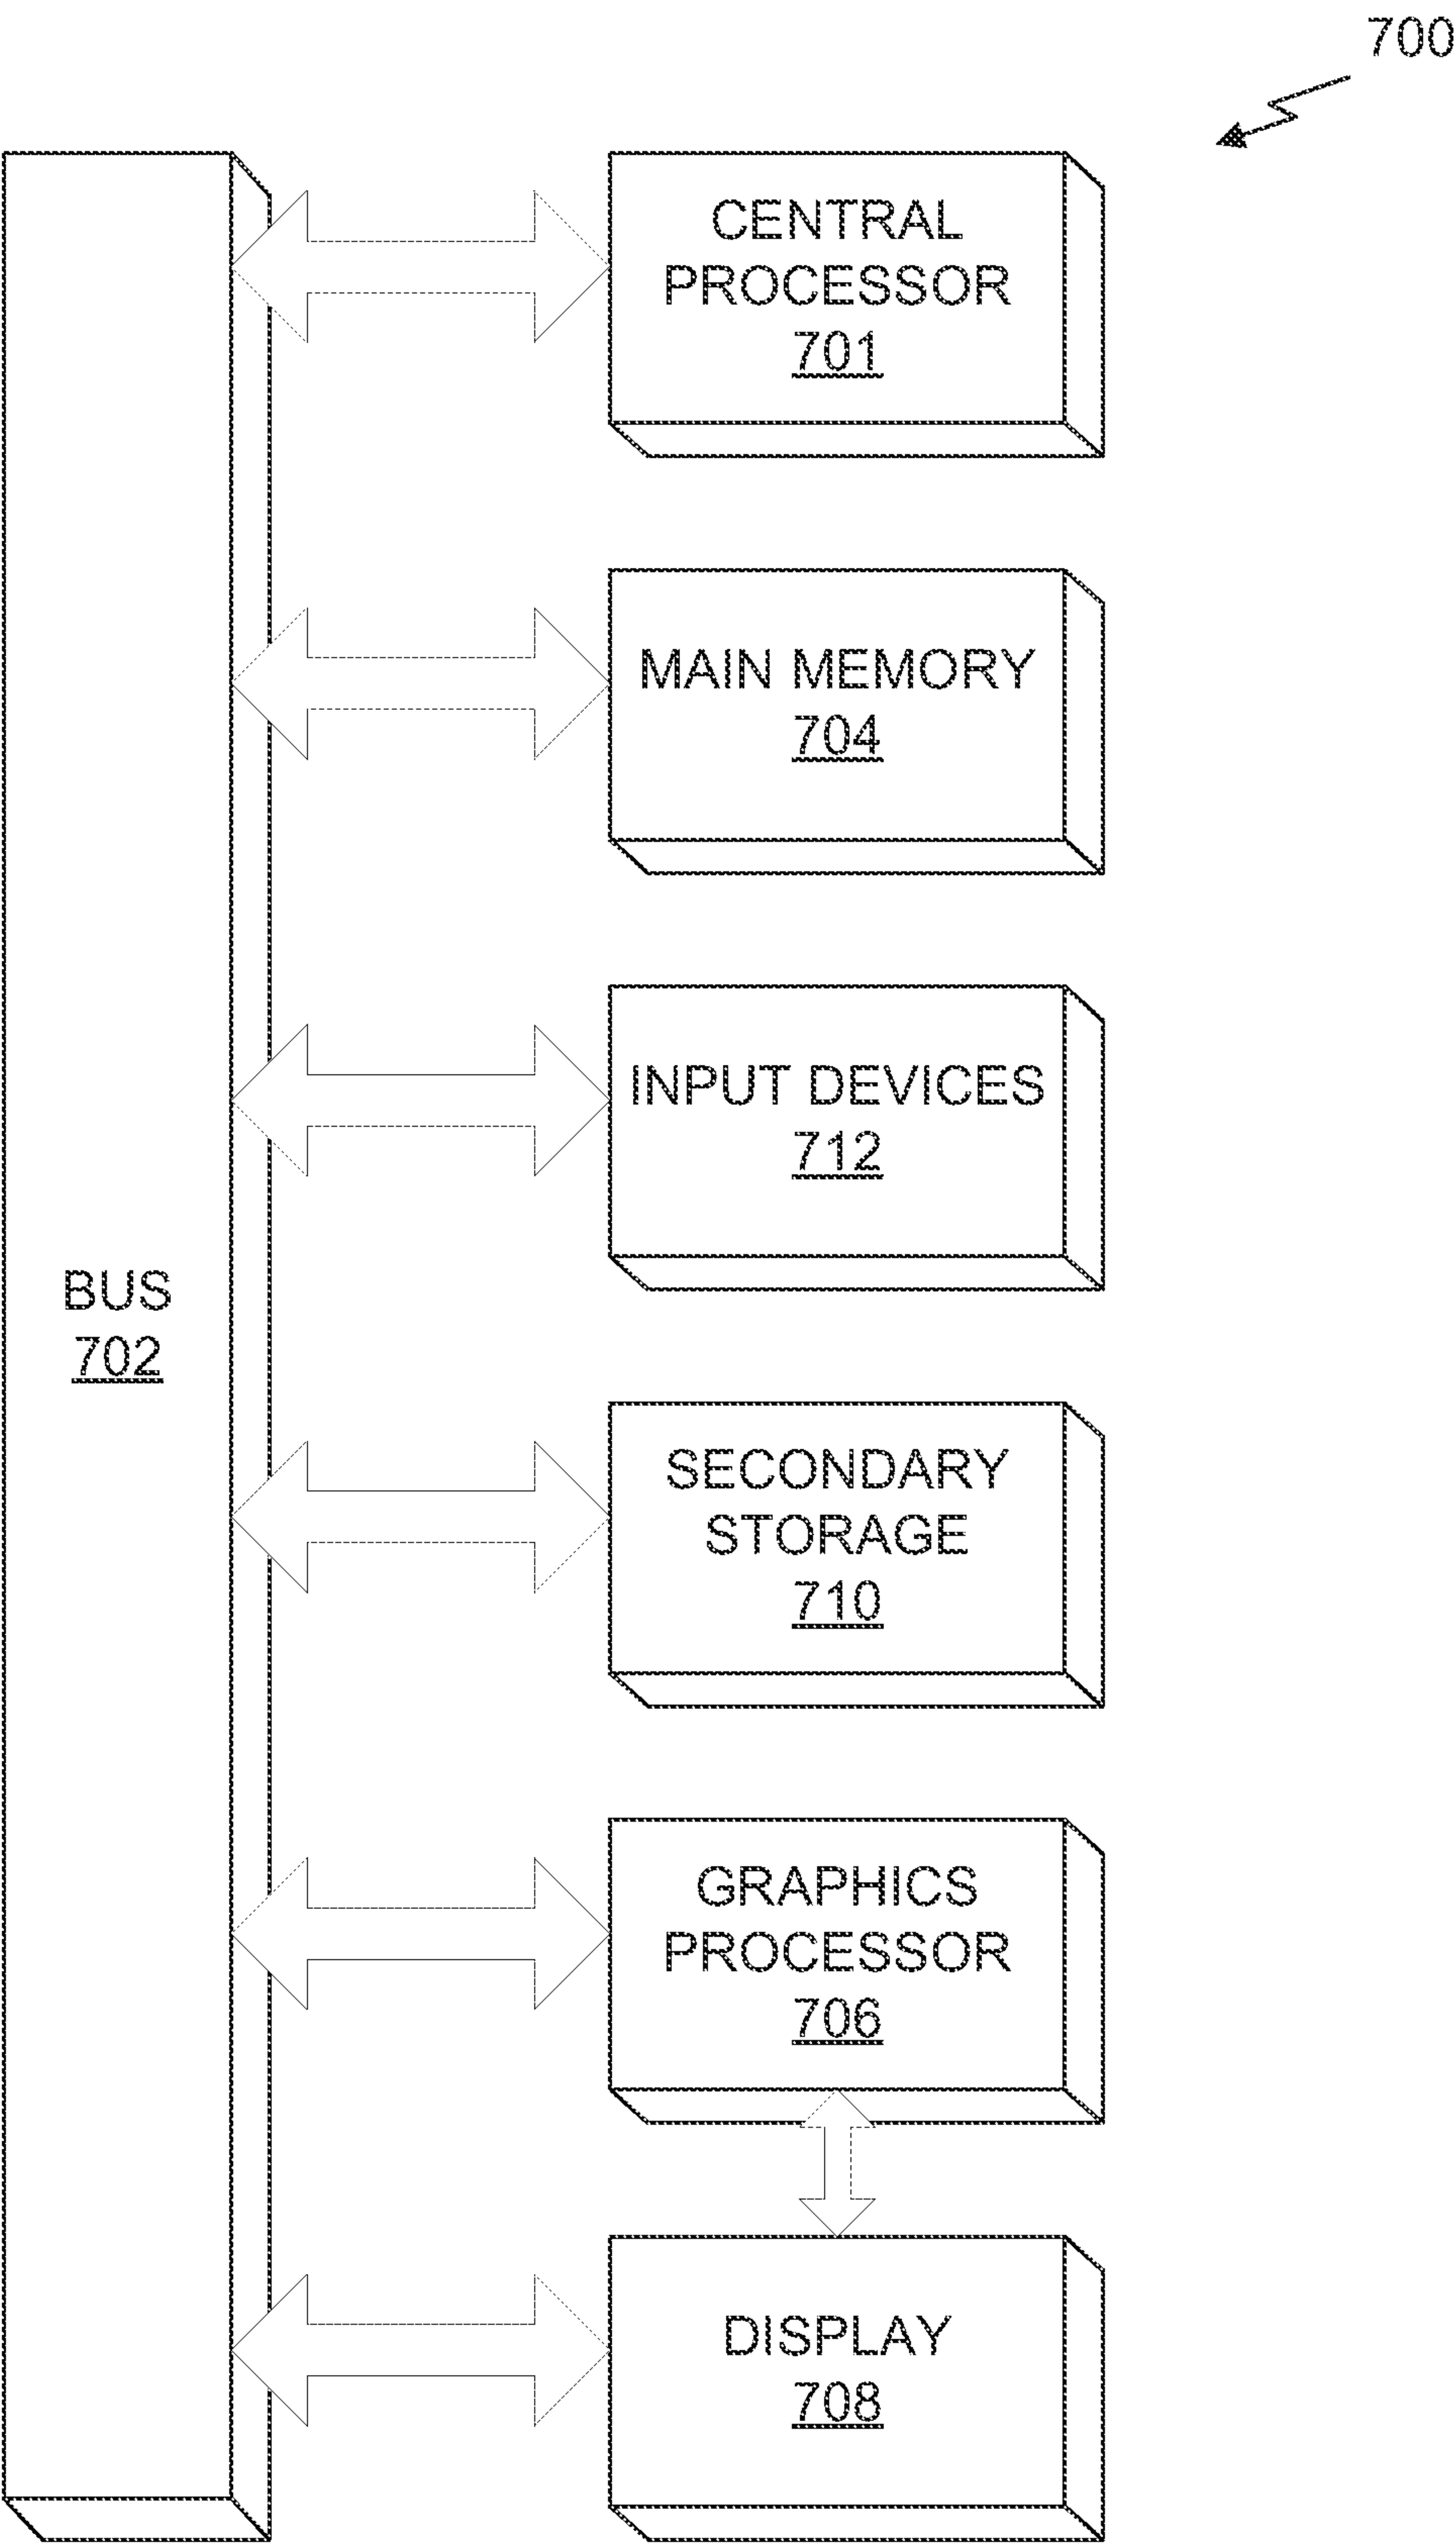 700
CENTRAL
PROCESSOR
701
MAIN MEMORY
704
INPUT DEVICES
712
BUS
702
SECONDARY
STORAGE
710
GRAPHICS
PROCESSOR
706
DISPLAY
708